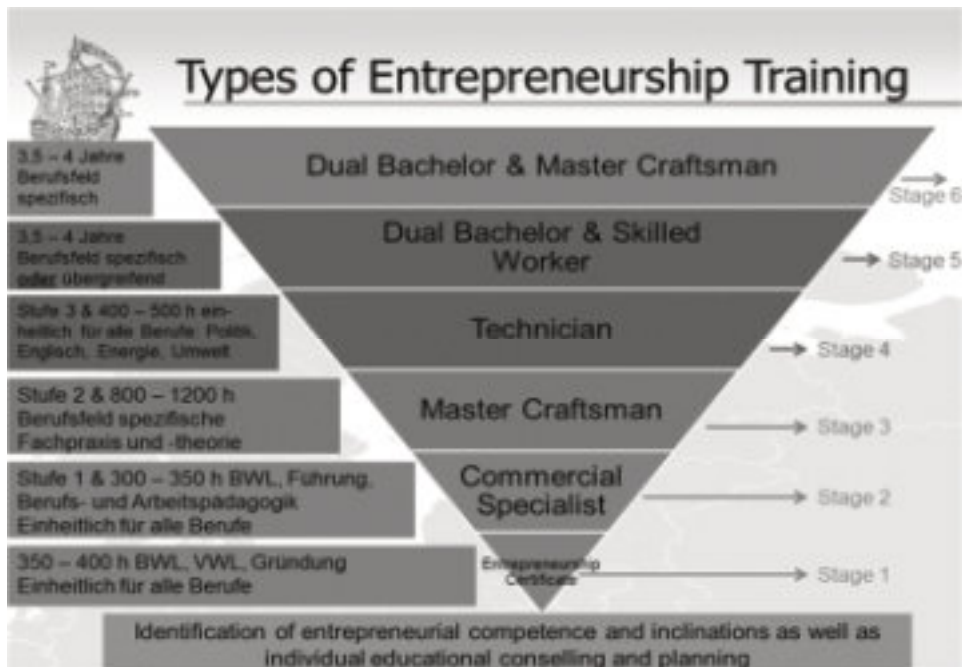 Types of Entrepreneurship Training
3,5 – 4 Jahre
Berufsfeld
spezifisch
Dual Bachelor & Master Craftsman
Stage 6
3,5 – 4 Jahre
Berufsfeld spezifisch
oder übergreifend
Dual Bachelor & Skilled
Worker
Stage 5
Stufe 3 & 400 – 500 h ein-
heitlich für alle Berufe: Politik,
Englisch, Energie, Umwelt
Technician
Stage 4
Stufe 2 & 800 – 1200 h
Berufsfeld spezifische
Fachpraxis und -theorie
Master Craftsman
Stage 3
Stufe 1 & 300 – 350 h BWL, Führung,
Berufs- und Arbeitspädagogik
Einheitlich für alle Berufe
Commercial
Specialist
Stage 2
350 – 400 h BWL, VWL, Gründung
Einheitlich für alle Berufe
Entrepreneurship
Certificate
Stage 1
Identification of entrepreneurial competence and inclinations as well as
individual educational conselling and planning